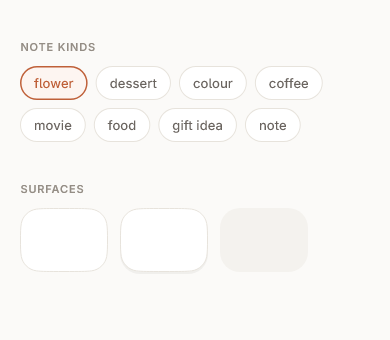 NOTE KINDS
flower dessert colour coffee
movie food gift idea note
SURFACES